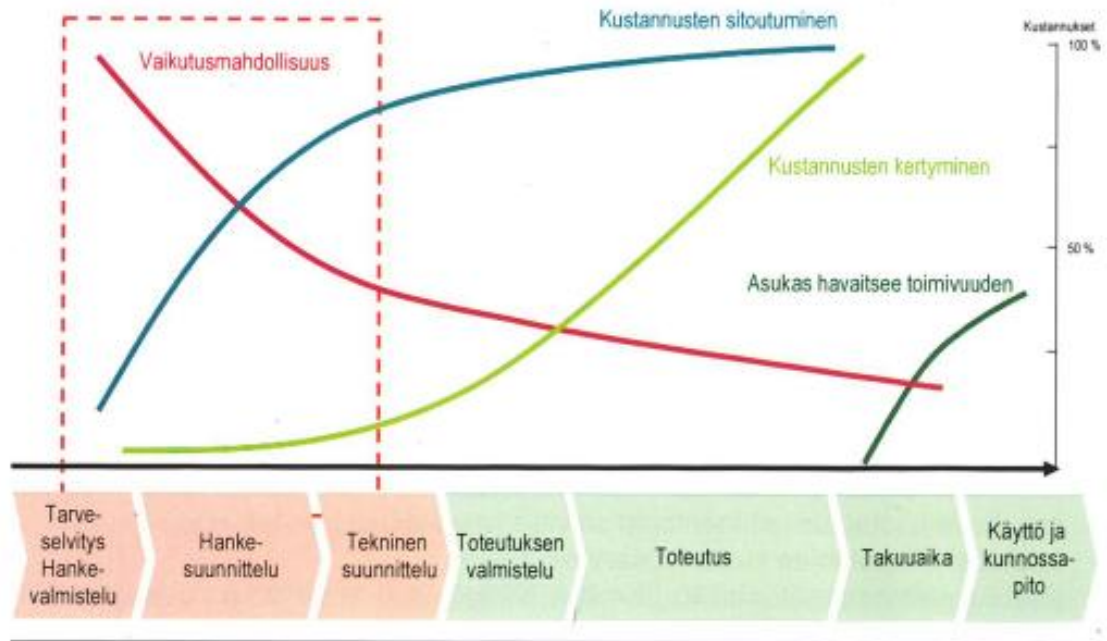 Kustannusten sitoutuminen
Kustannukset
100 %
Vaikutusmahdollisuus
Kustannusten kertyminen
50 %
Asukas havaitsee toimivuuden
Tarve-
selvitys
Hanke-
valmistelu
Hanke-
suunnittelu
Tekninen
suunnittelu
Toteutuksen
valmistelu
Toteutus
Takuuaika
Käyttö ja
kunnossa-
pito